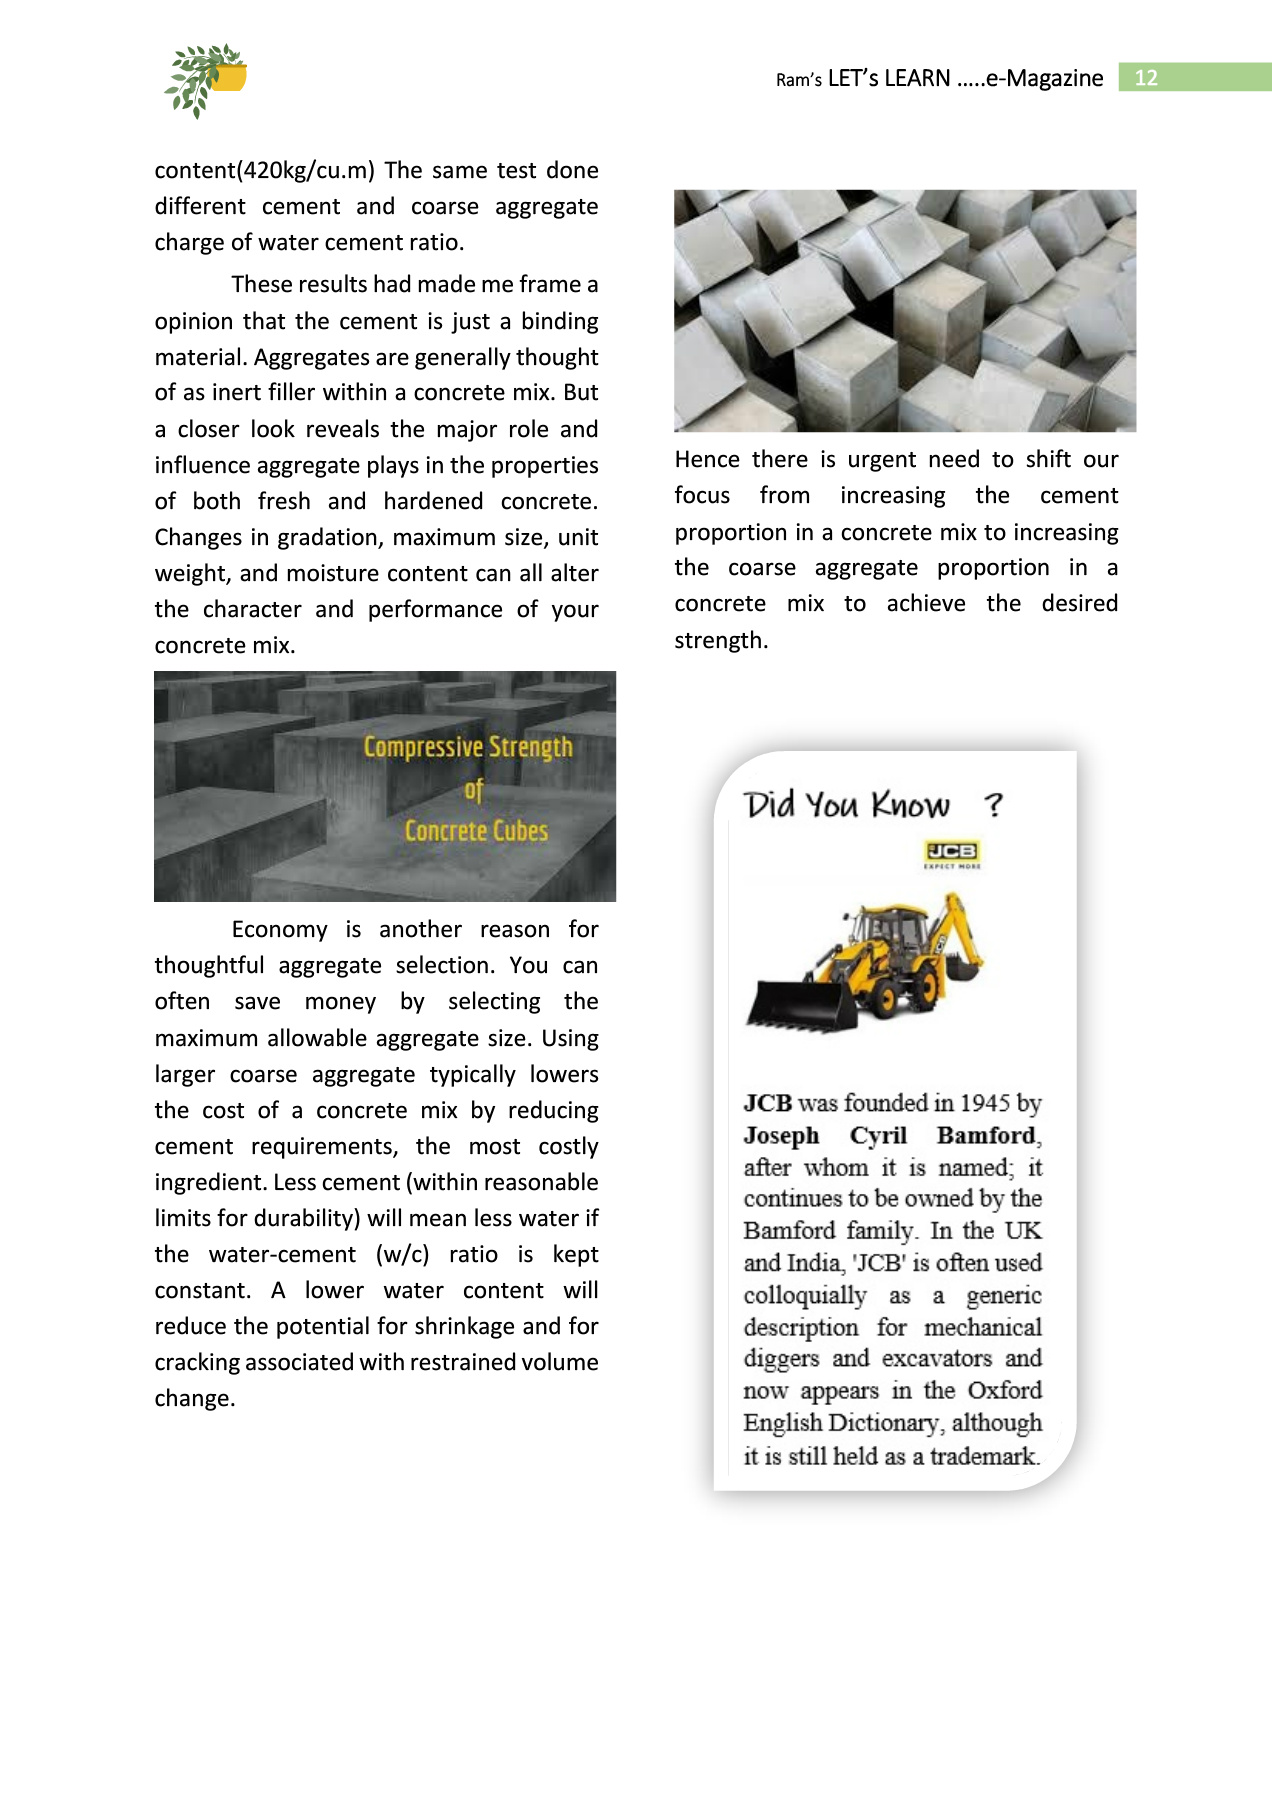 Ram's LET's LEARN .....e-Magazine 12
content(420kg/cu.m) The same test done
different cement and coarse aggregate
charge of water cement ratio.
These results had made me frame a
opinion that the cement is just a binding
material. Aggregates are generally thought
of as inert filler within a concrete mix. But
a closer look reveals the major role and
influence aggregate plays in the properties
of both fresh and hardened concrete.
Changes in gradation, maximum size, unit
weight, and moisture content can all alter
the character and performance of your
concrete mix.
Compressive Strength
of
Concrete Cubes
Economy is another reason for
thoughtful aggregate selection. You can
often save money by selecting the
maximum allowable aggregate size. Using
larger coarse aggregate typically lowers
the cost of a concrete mix by reducing
cement requirements, the most costly
ingredient. Less cement (within reasonable
limits for durability) will mean less water if
the water-cement (w/c) ratio is kept
constant. A lower water content will
reduce the potential for shrinkage and for
cracking associated with restrained volume
change.
Hence there is urgent need to shift our
focus from increasing the cement
proportion in a concrete mix to increasing
the coarse aggregate proportion in a
concrete mix to achieve the desired
strength.
Did You Know ?
JCB
EXPECT MORE
JCB was founded in 1945 by
Joseph Cyril Bamford,
after whom it is named; it
continues to be owned by the
Bamford family. In the UK
and India, 'JCB' is often used
colloquially as a generic
description for mechanical
diggers and excavators and
now appears in the Oxford
English Dictionary, although
it is still held as a trademark.